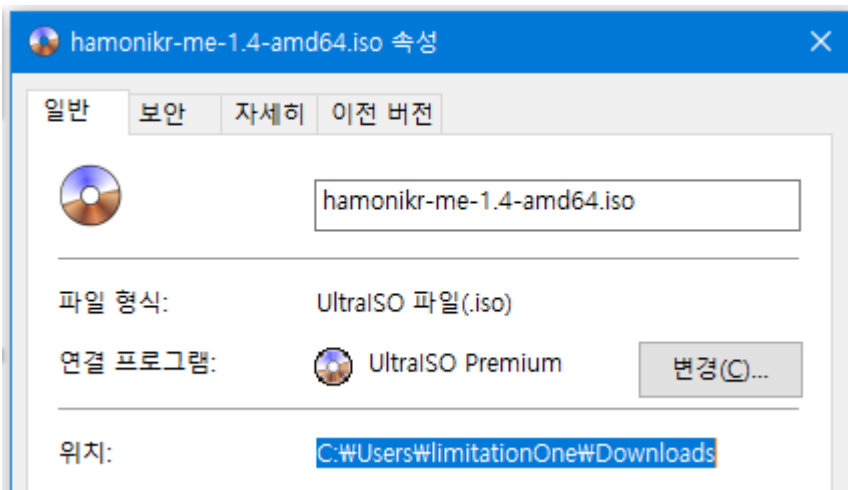 hamonikr-me-1.4-amd64.iso 속성
일반 보안 자세히 이전 버전
hamonikr-me-1.4-amd64.iso
파일 형식: UltraISO 파일(.iso)
연결 프로그램: UltraISO Premium 변경(C)...
위치: C:₩Users₩limitationOne₩Downloads